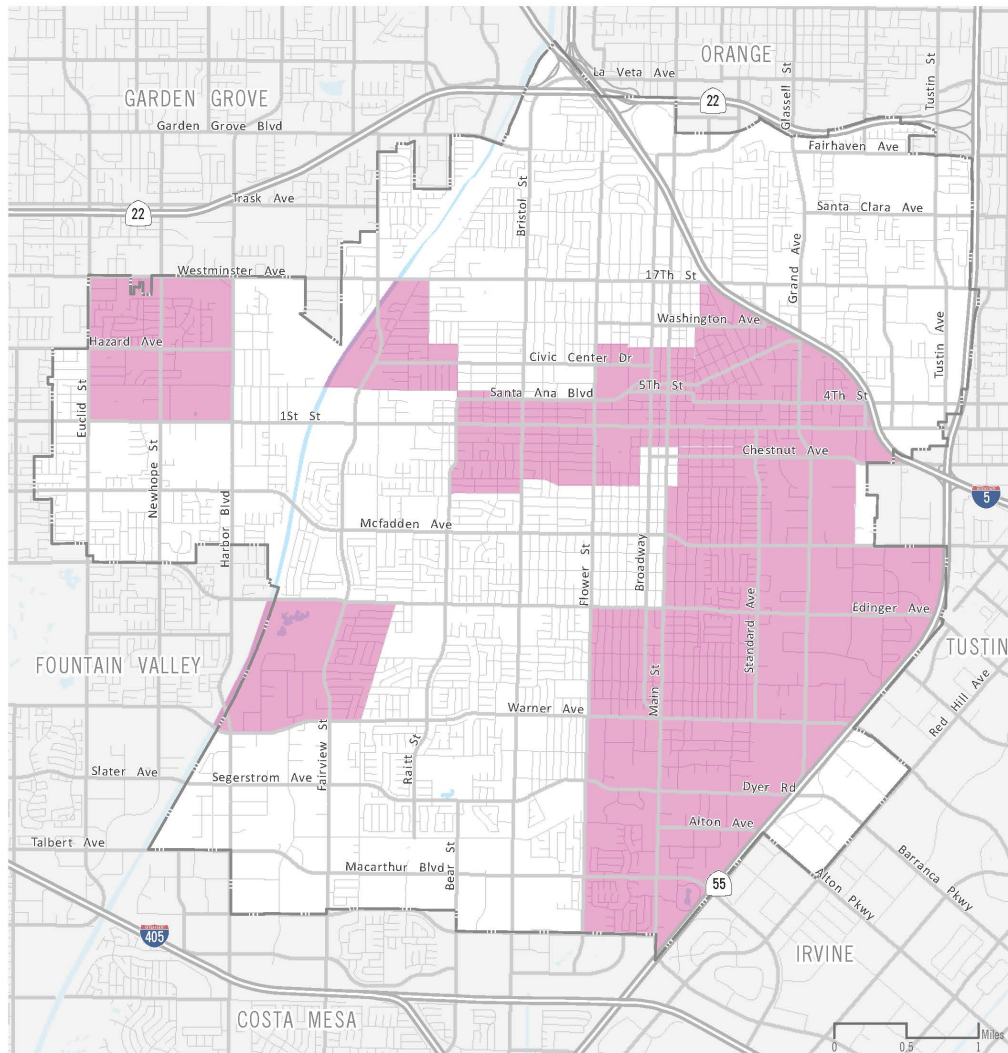 ORANGE
La Veta Ave
Glassell St
Tustin St
GARDEN GROVE
22
Garden Grove Blvd
Fairhaven Ave
Trask Ave
Bristol St
Santa Clara Ave
22
Grand Ave
Westminster Ave
17Th St
Washington Ave
Hazard Ave
Tustin Ave
Civic Center Dr
5Th St
Euclid St
Santa Ana Blvd
4Th St
1St St
Newhope St
Chestnut Ave
Harbor Blvd
5
Mcfadden Ave
Flower St
Broadway
Standard Ave
Edinger Ave
TUSTIN
FOUNTAIN VALLEY
Red Hill Ave
Main St
Warner Ave
Fairview St
Raitt St
Slater Ave
Segerstrom Ave
Dyer Rd
Alton Ave
Talbert Ave
Bear St
Macarthur Blvd
Barranca Pkwy
55
Alton Pkwy
405
IRVINE
COSTA MESA
Miles
0 0.5 1